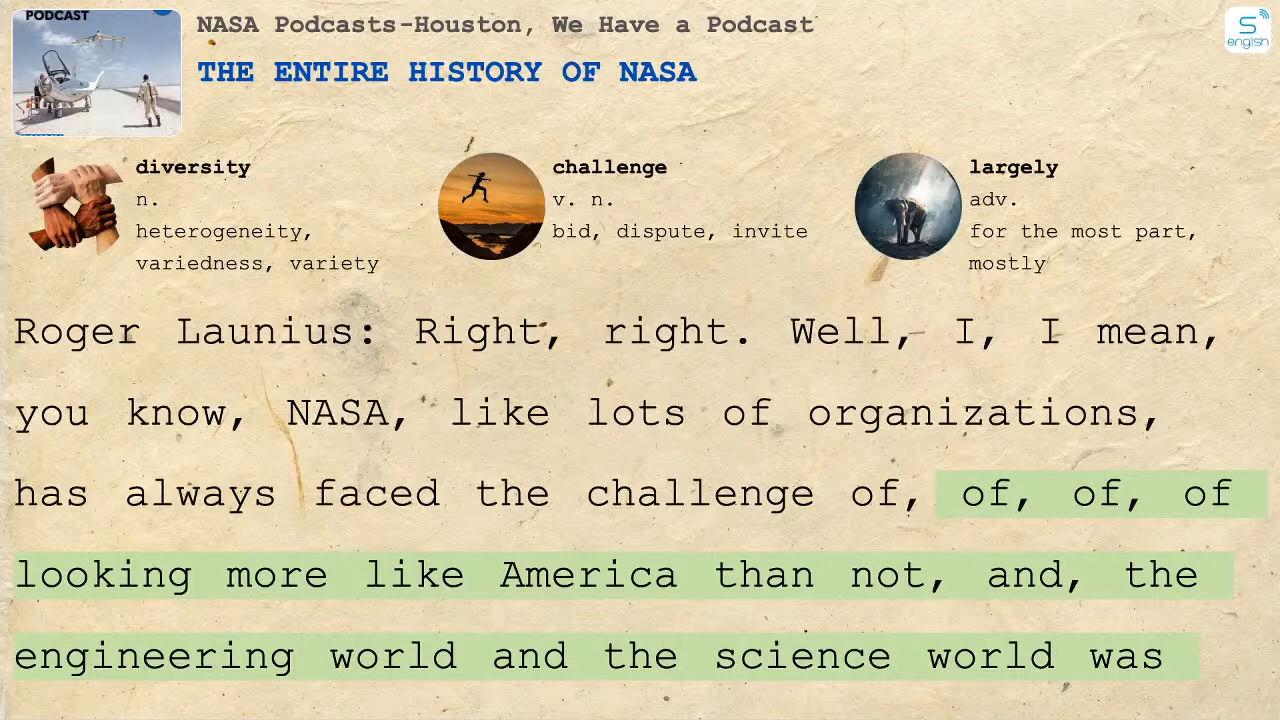 PODCAST
NASA Podcasts-Houston, We Have a Podcast
THE ENTIRE HISTORY OF NASA
S
english
diversity
n.
heterogeneity,
variedness, variety
challenge
v. n.
bid, dispute, invite
largely
adv.
for the most part,
mostly
Roger Launius: Right, right. Well, I, I mean,
you know, NASA, like lots of organizations,
has always faced the challenge of, of, of, of
looking more like America than not, and, the
engineering world and the science world was